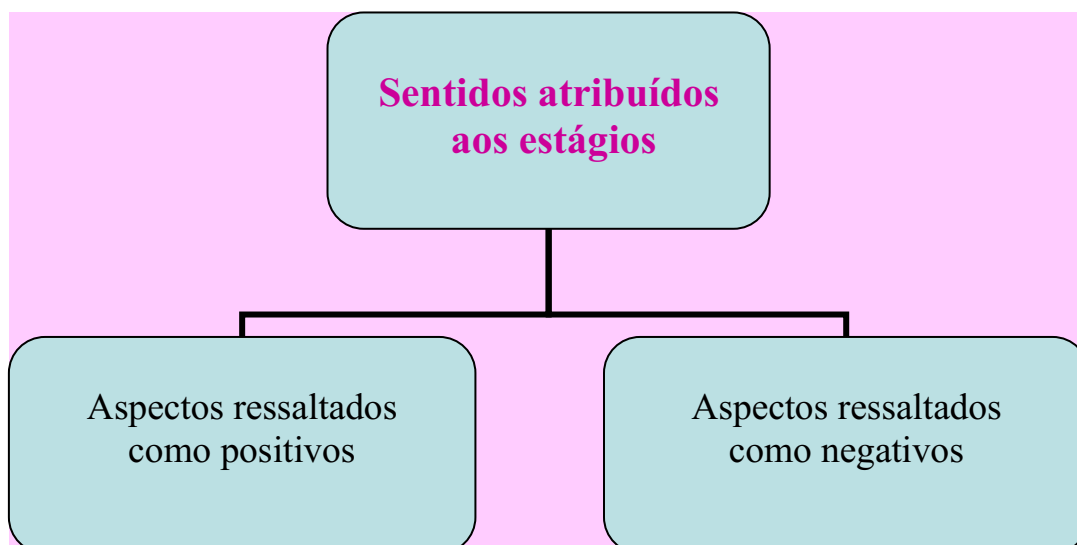 Sentidos atribuídos
aos estágios
Aspectos ressaltados
como positivos
Aspectos ressaltados
como negativos